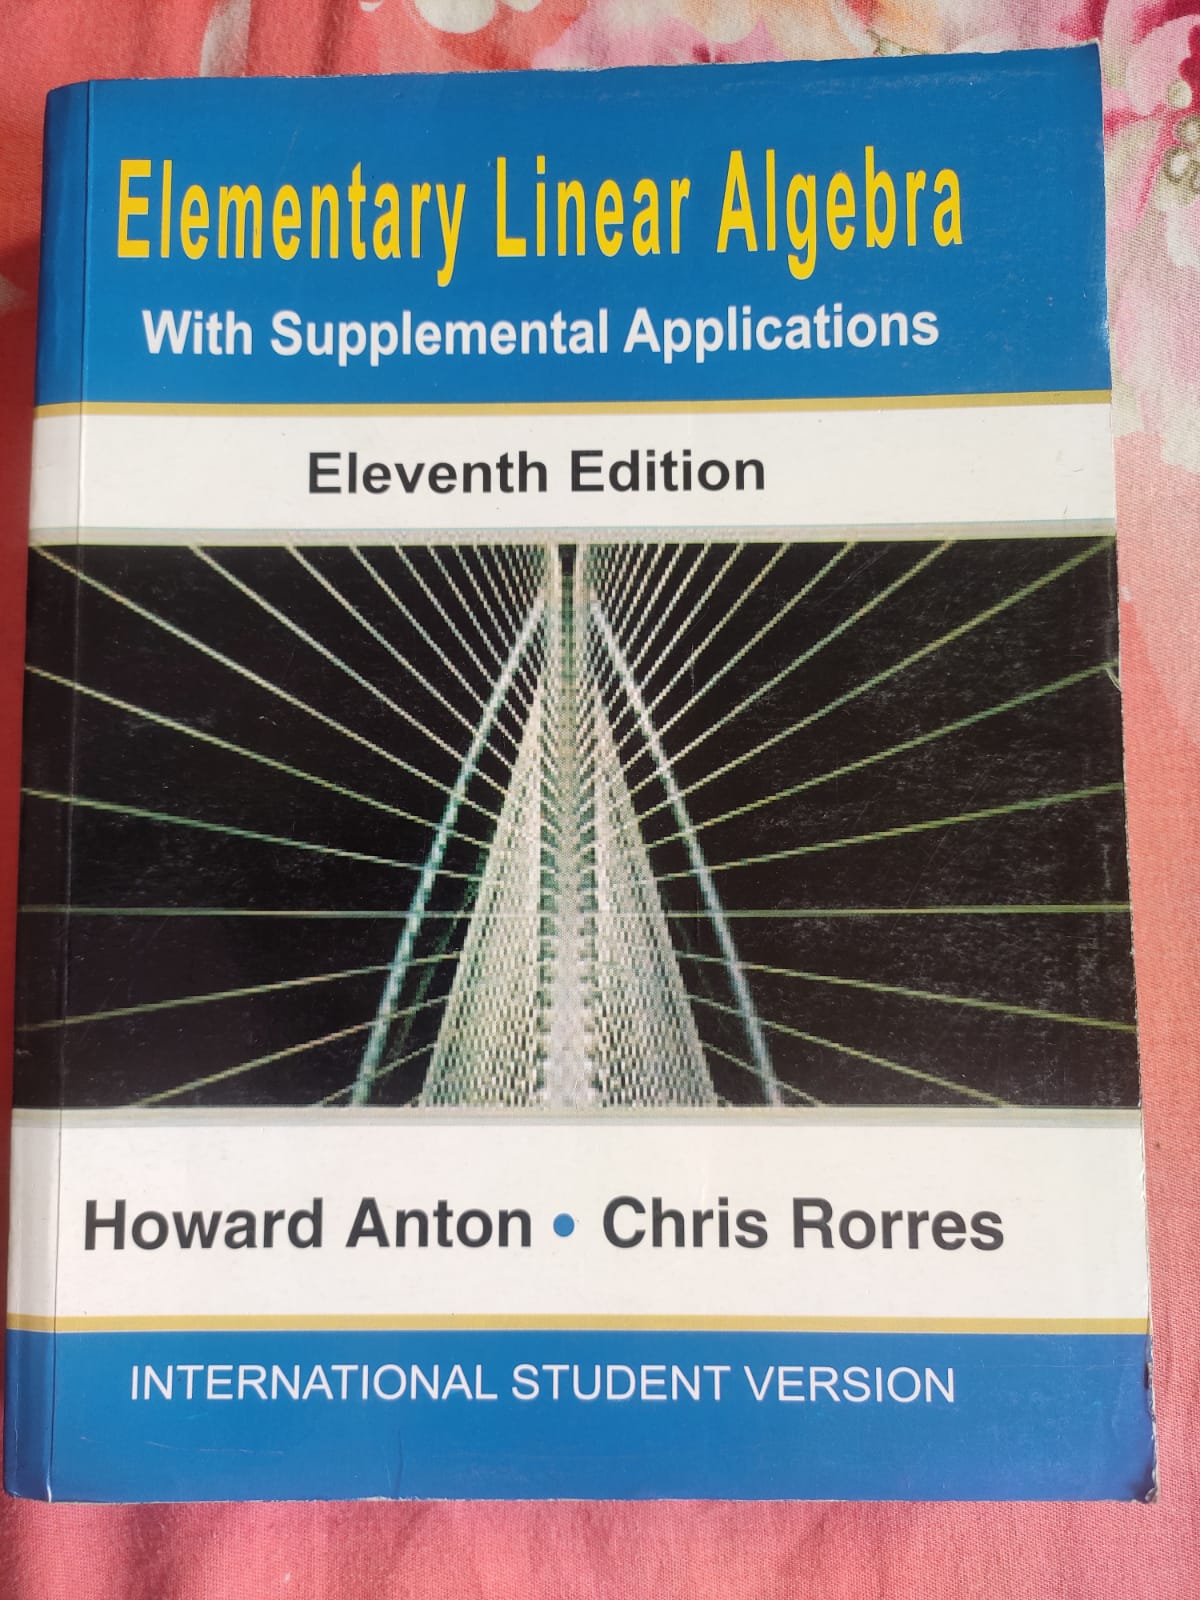 Elementary Linear Algebra
With Supplemental Applications
Eleventh Edition
Howard Anton • Chris Rorres
INTERNATIONAL STUDENT VERSION